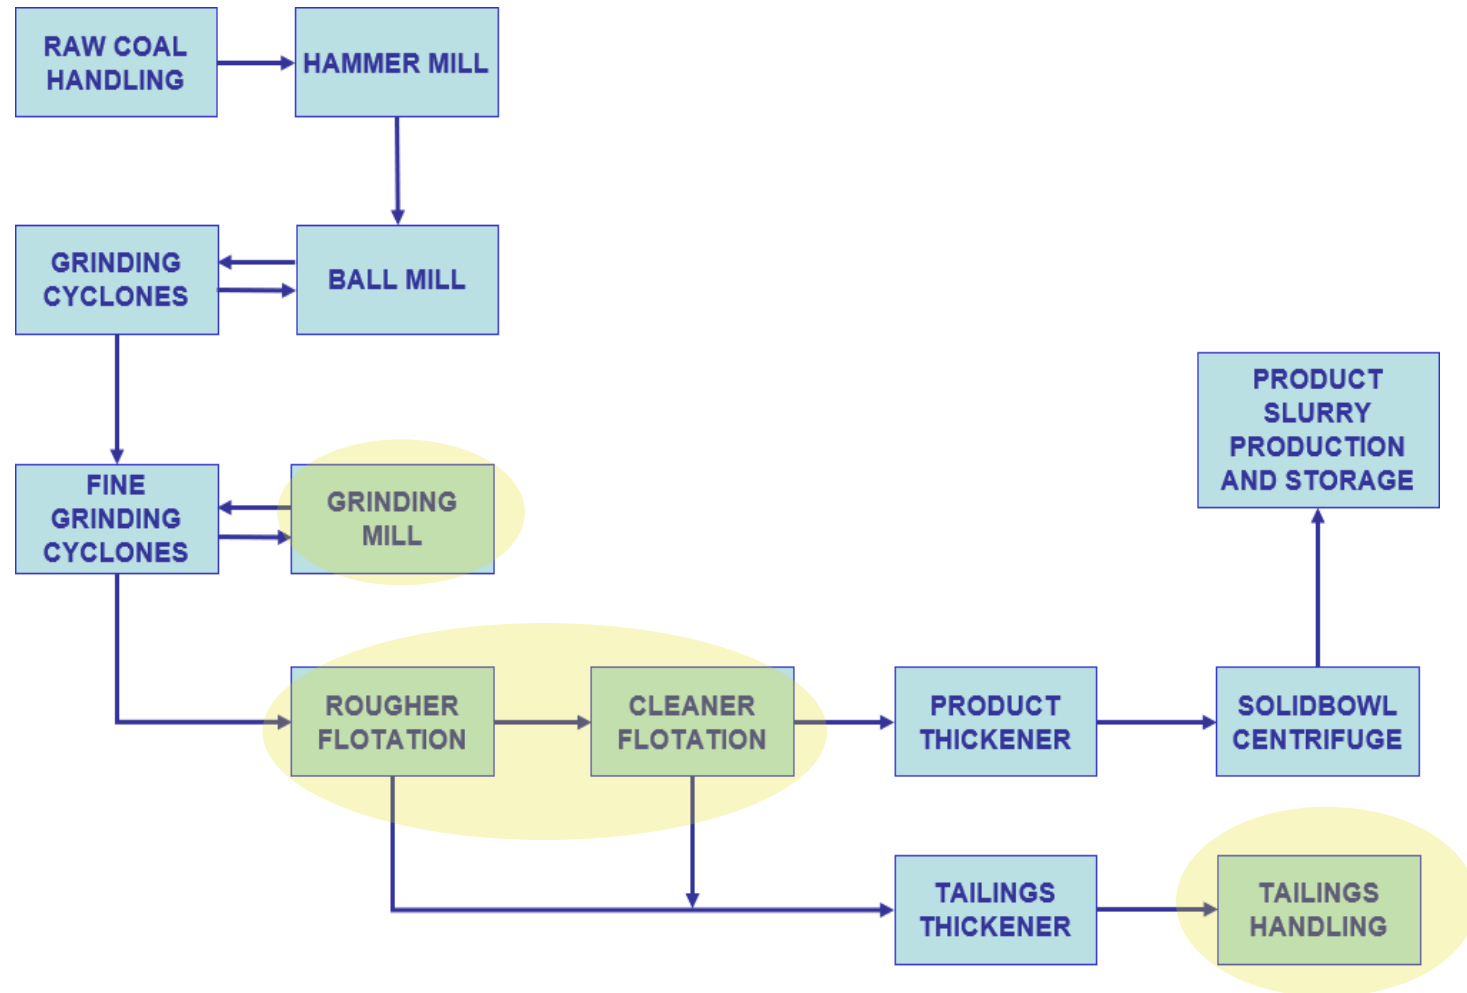 RAW COAL
HANDLING
HAMMER MILL
GRINDING
CYCLONES
BALL MILL
PRODUCT
SLURRY
PRODUCTION
AND STORAGE
FINE
GRINDING
CYCLONES
GRINDING
MILL
ROUGHER
FLOTATION
CLEANER
FLOTATION
PRODUCT
THICKENER
SOLIDBOWL
CENTRIFUGE
TAILINGS
THICKENER
TAILINGS
HANDLING